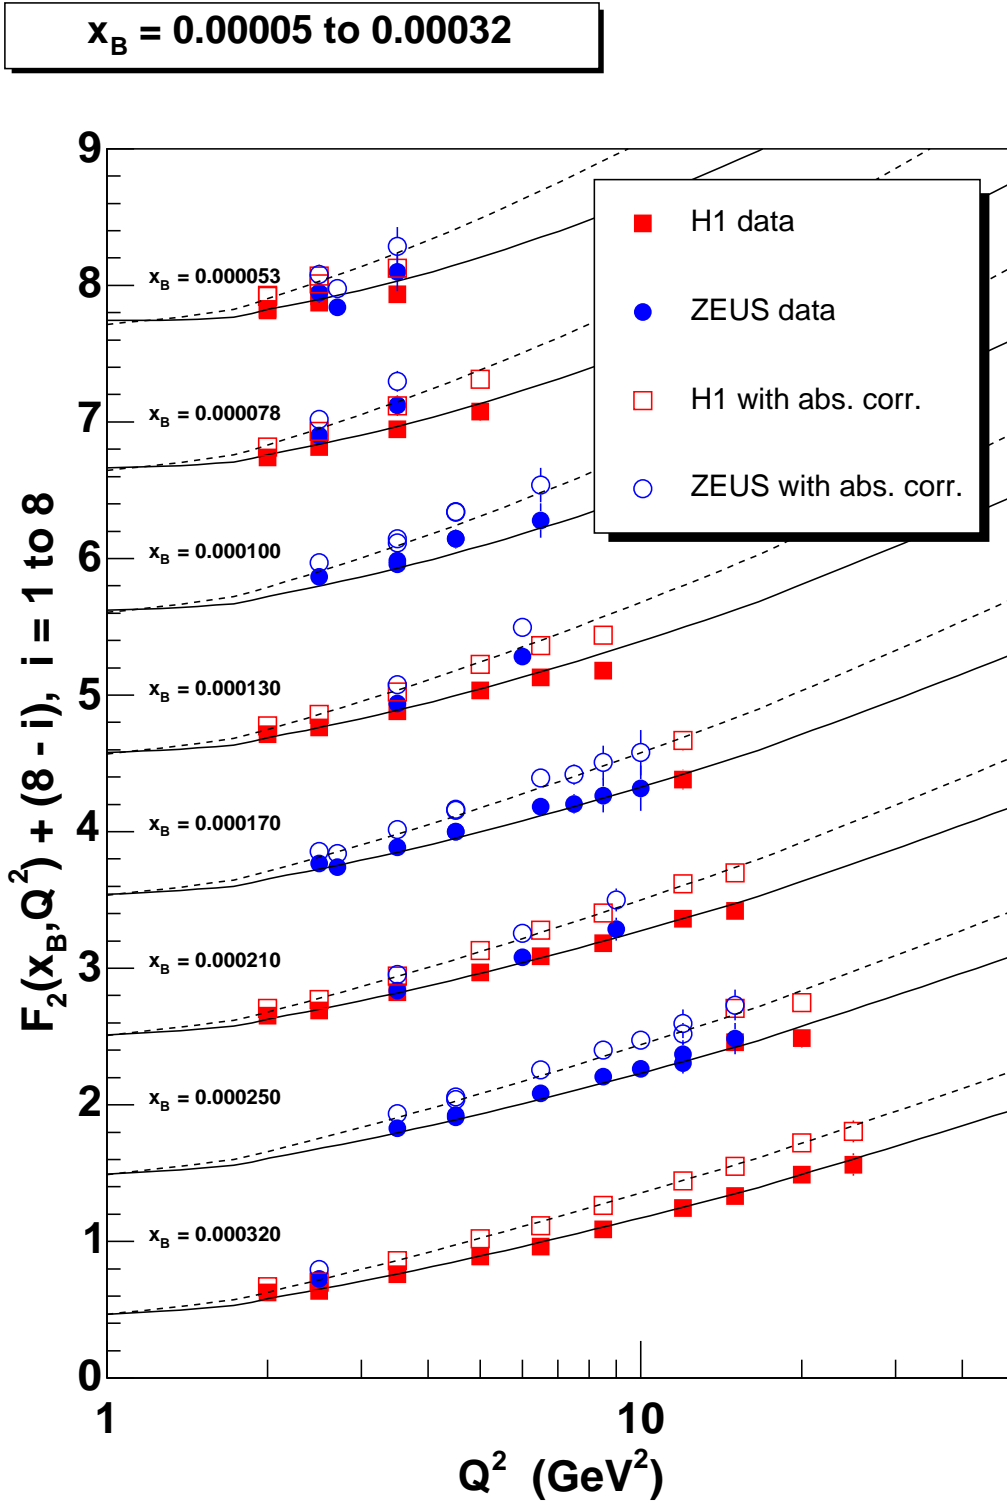 x_B = 0.00005 to 0.00032
9
8
7
6
5
4
3
2
1
0
F_2(x_B,Q^2) + (8 - i), i = 1 to 8
H1 data
ZEUS data
H1 with abs. corr.
ZEUS with abs. corr.
x_B = 0.000053
x_B = 0.000078
x_B = 0.000100
x_B = 0.000130
x_B = 0.000170
x_B = 0.000210
x_B = 0.000250
x_B = 0.000320
1
10
Q^2 (GeV^2)